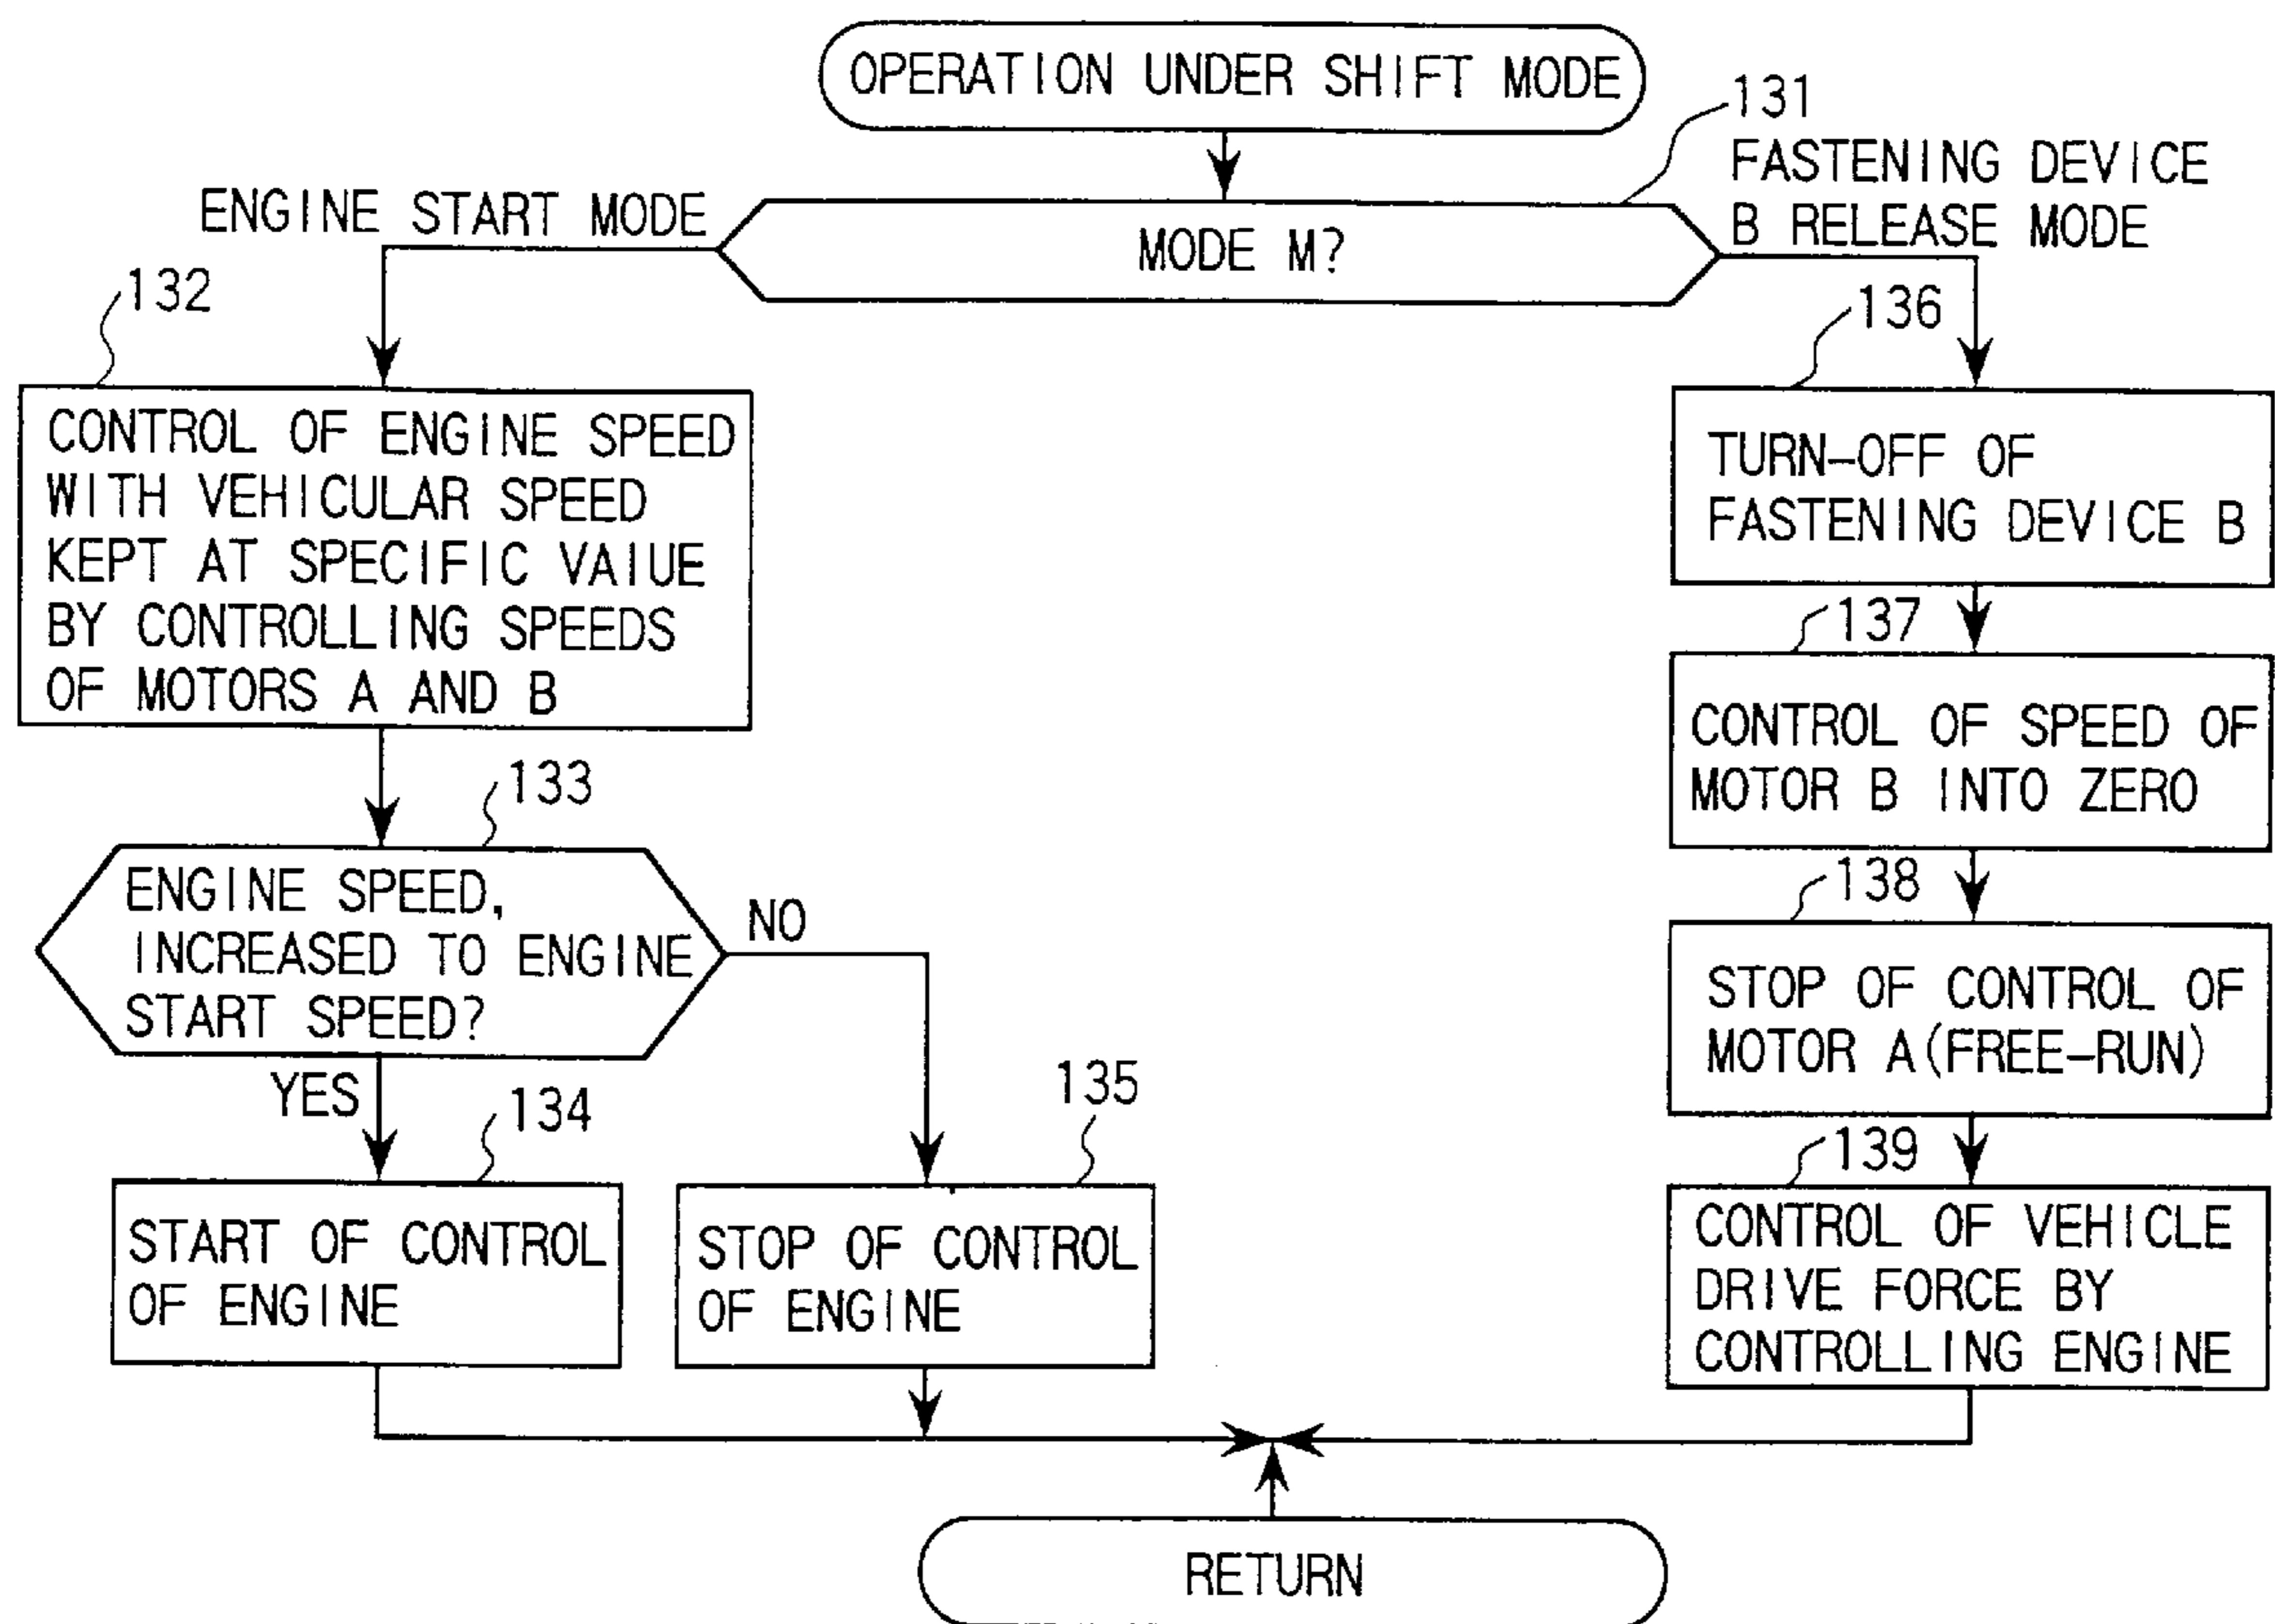 OPERATION UNDER SHIFT MODE
131
ENGINE START MODE
MODE M?
FASTENING DEVICE
B RELEASE MODE
132
CONTROL OF ENGINE SPEED
WITH VEHICULAR SPEED
KEPT AT SPECIFIC VAIUE
BY CONTROLLING SPEEDS
OF MOTORS A AND B
133
ENGINE SPEED,
INCREASED TO ENGINE
START SPEED?
NO
YES
134
START OF CONTROL
OF ENGINE
135
STOP OF CONTROL
OF ENGINE
136
TURN-OFF OF
FASTENING DEVICE B
137
CONTROL OF SPEED OF
MOTOR B INTO ZERO
138
STOP OF CONTROL OF
MOTOR A(FREE-RUN)
139
CONTROL OF VEHICLE
DRIVE FORCE BY
CONTROLLING ENGINE
RETURN